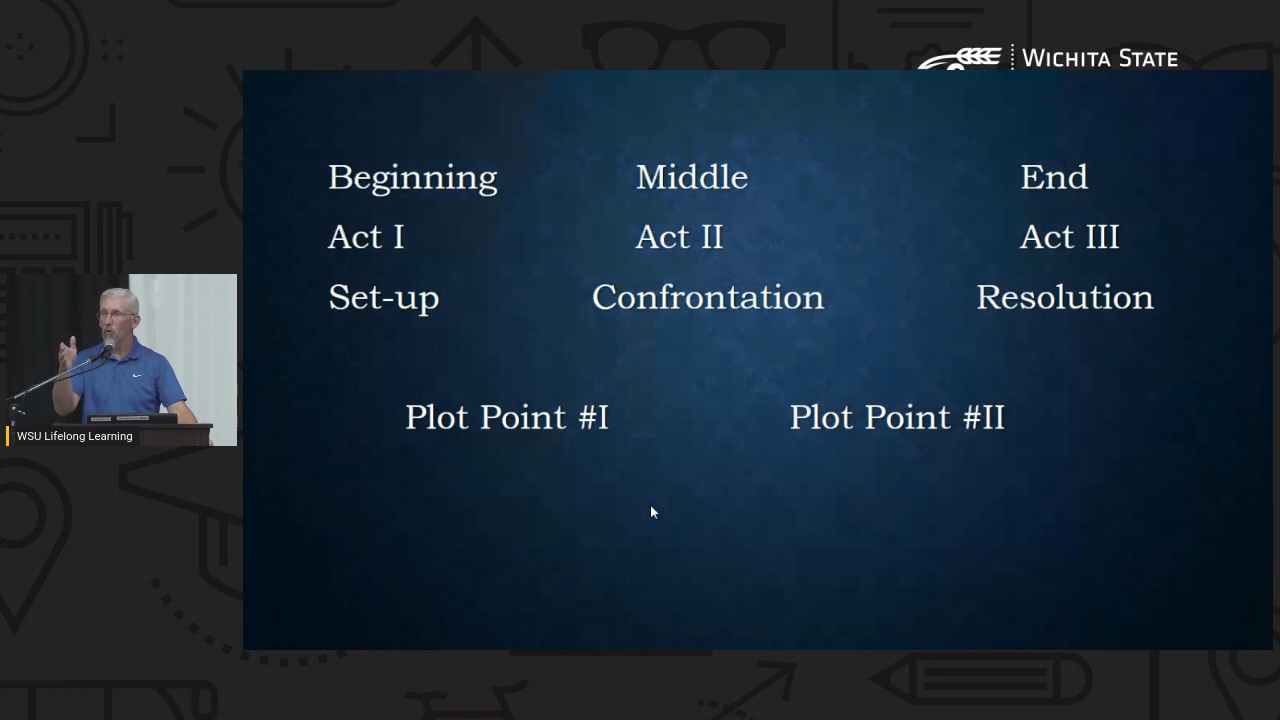 WICHITA STATE
Beginning Middle End
Act I Act II Act III
Set-up Confrontation Resolution
Plot Point #I Plot Point #II
WSU Lifelong Learning